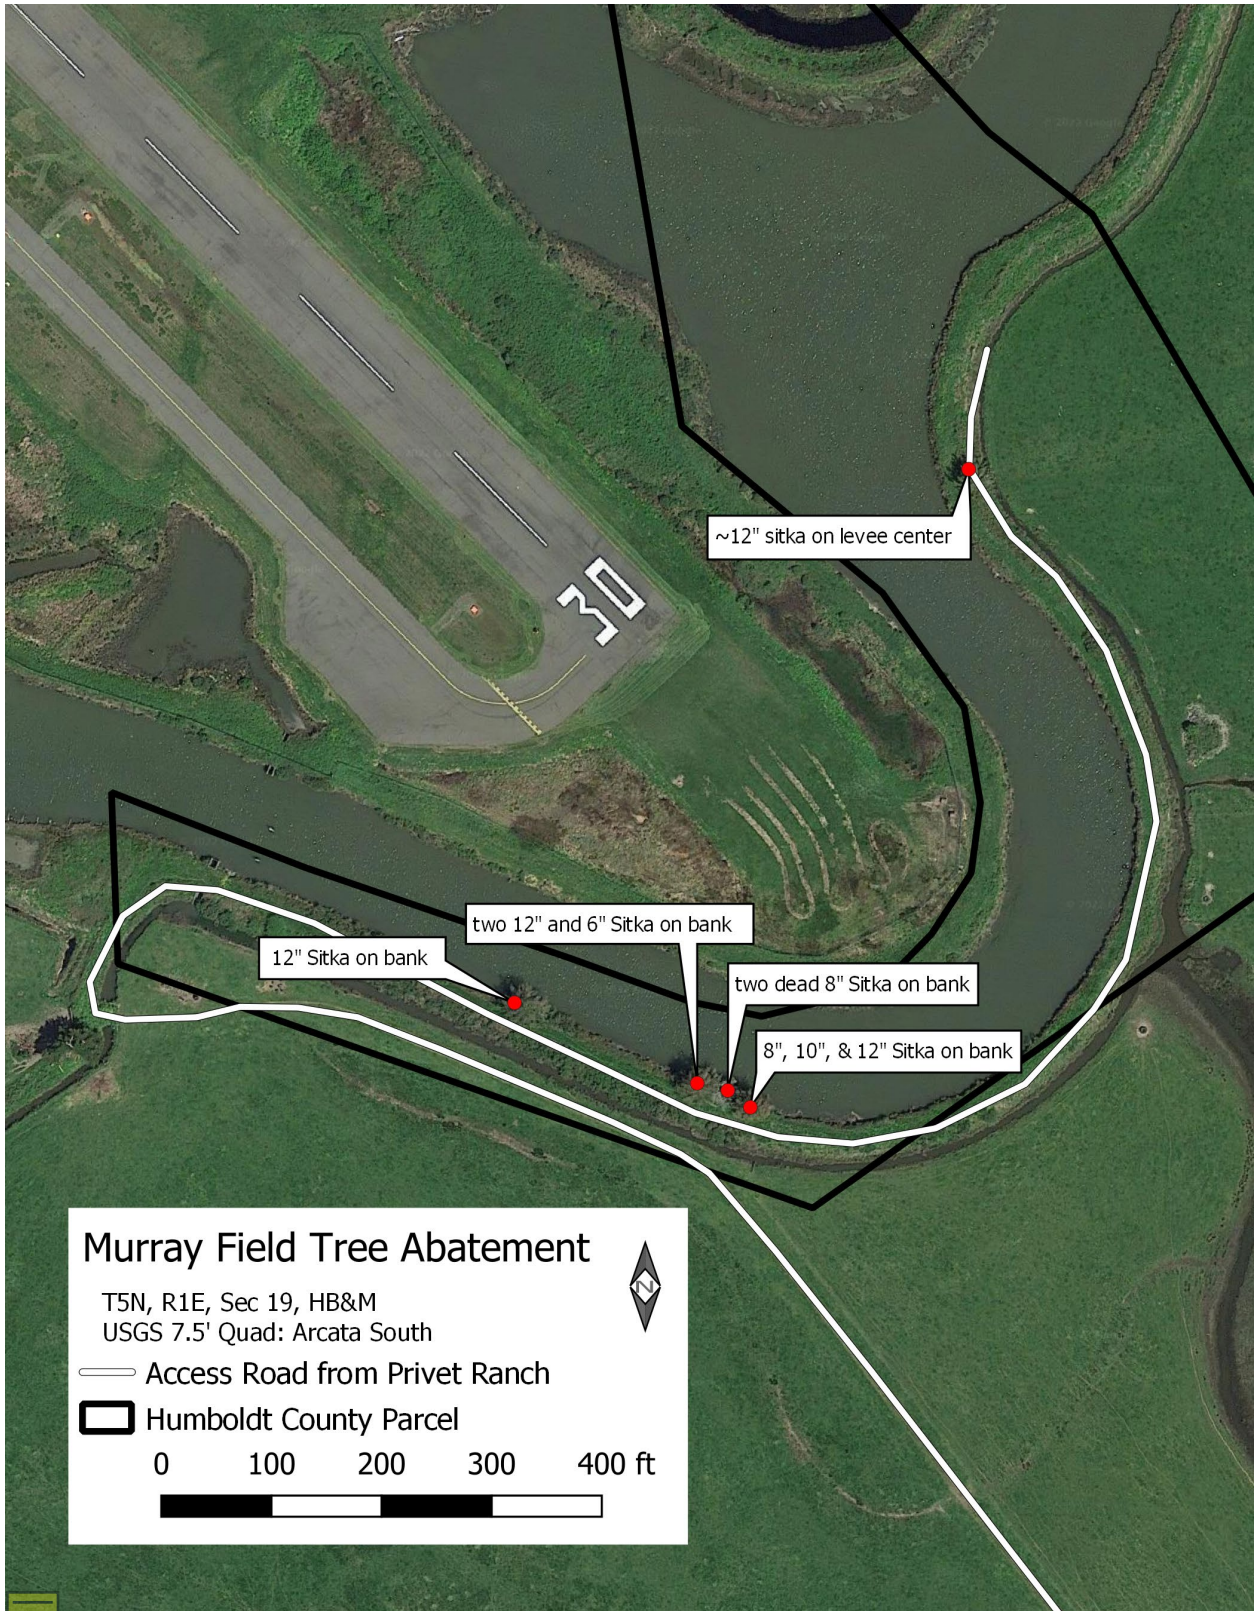 30
~12" sitka on levee center
two 12" and 6" Sitka on bank
12" Sitka on bank
two dead 8" Sitka on bank
8", 10", & 12" Sitka on bank
Murray Field Tree Abatement
N
T5N, R1E, Sec 19, HB&M
USGS 7.5' Quad: Arcata South
Access Road from Privet Ranch
Humboldt County Parcel
0 100 200 300 400 ft